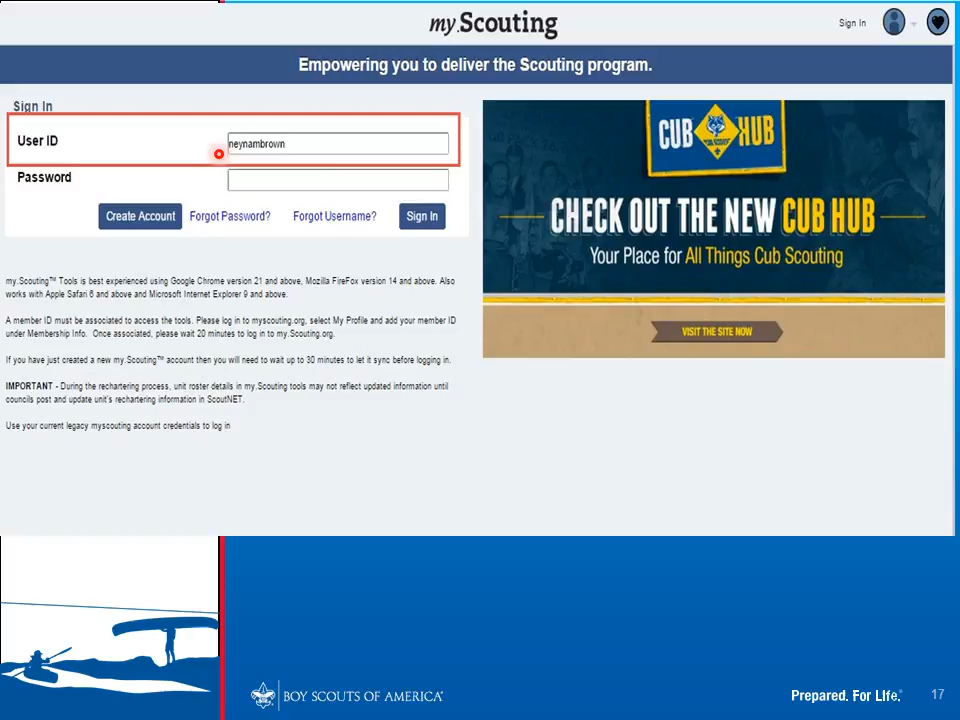 my.Scouting
Sign In
Empowering you to deliver the Scouting program.
Sign In
User ID
neynambrown
Password
Create Account Forgot Password? Forgot Username? Sign In
my.Scouting™ Tools is best experienced using Google Chrome version 21 and above, Mozilla FireFox version 14 and above. Also
works with Apple Safari 6 and above and Microsoft Internet Explorer 9 and above.
A member ID must be associated to access the tools. Please log in to myscouting.org, select My Profile and add your member ID
under Membership Info. Once associated, please wait 20 minutes to log in to my.Scouting.org.
If you have just created a new my.Scouting™ account then you will need to wait up to 30 minutes to let it sync before logging in.
IMPORTANT - During the rechartering process, unit roster details in my.Scouting tools may not reflect updated information until
councils post and update unit's rechartering information in ScoutNET.
Use your current legacy myscouting account credentials to log in
CUB HUB
CHECK OUT THE NEW CUB HUB
Your Place for All Things Cub Scouting
VISIT THE SITE NOW
BOY SCOUTS OF AMERICA®
Prepared. For Life.®
17